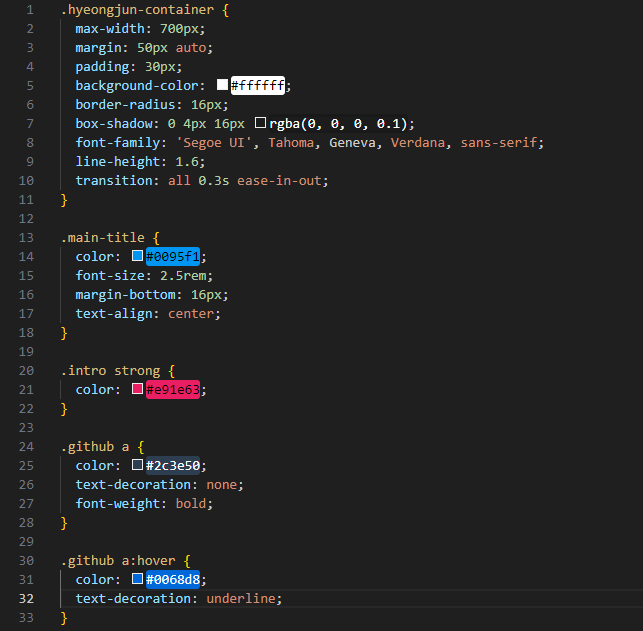 1 .hyeongjun-container {
2   max-width: 700px;
3   margin: 50px auto;
4   padding: 30px;
5   background-color: #ffffff;
6   border-radius: 16px;
7   box-shadow: 0 4px 16px rgba(0, 0, 0, 0.1);
8   font-family: 'Segoe UI', Tahoma, Geneva, Verdana, sans-serif;
9   line-height: 1.6;
10   transition: all 0.3s ease-in-out;
11 }
12
13 .main-title {
14   color: #0095f1;
15   font-size: 2.5rem;
16   margin-bottom: 16px;
17   text-align: center;
18 }
19
20 .intro strong {
21   color: #e91e63;
22 }
23
24 .github a {
25   color: #2c3e50;
26   text-decoration: none;
27   font-weight: bold;
28 }
29
30 .github a:hover {
31   color: #0068d8;
32   text-decoration: underline;
33 }